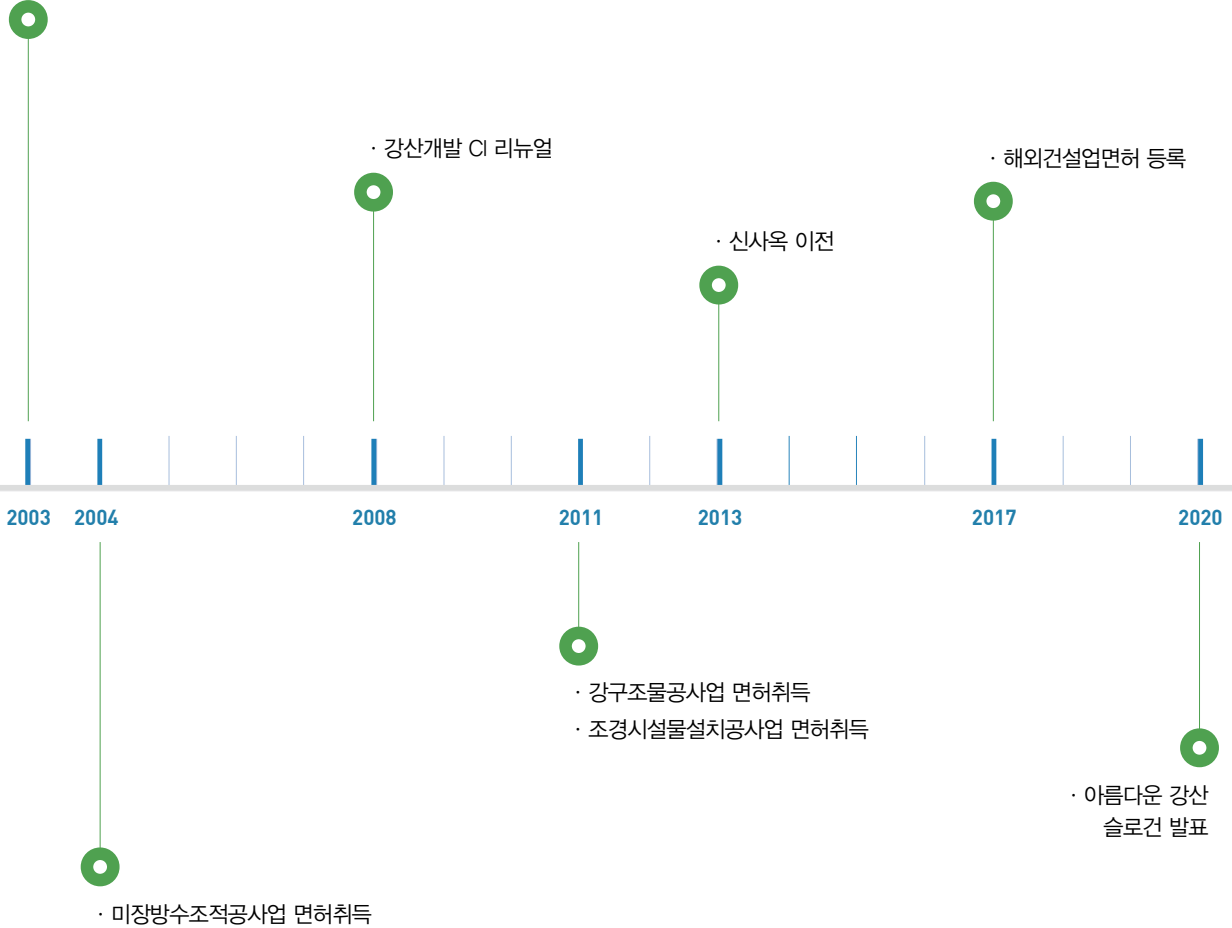 · 강산개발 CI 리뉴얼
· 해외건설업면허 등록
· 신사옥 이전
2003 2004 2008 2011 2013 2017 2020
· 강구조물공사업 면허취득
· 조경시설물설치공사업 면허취득
· 아름다운 강산
슬로건 발표
· 미장방수조적공사업 면허취득